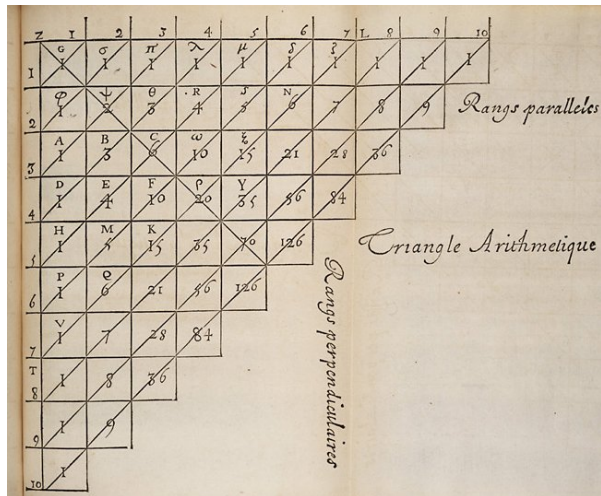 Z 1 2 3 4 5 6 7 L 8 9 10
G σ π λ μ δ ζ
1 1 1 1 1 1 1 1 1 1 1
φ ψ θ R S N
2 1 2 3 4 5 6 7 8 9
Rangs paralleles
A B C ω ξ
3 1 3 6 10 15 21 28 36
D E F ρ Y
4 1 4 10 20 35 56 84
Triangle Arithmetique
H M K
5 1 5 15 35 70 126
P Q
6 1 6 21 56 126
Rangs perpendiculaires
V
7 1 7 28 84
T
8 1 8 36
9 1 9
10 1